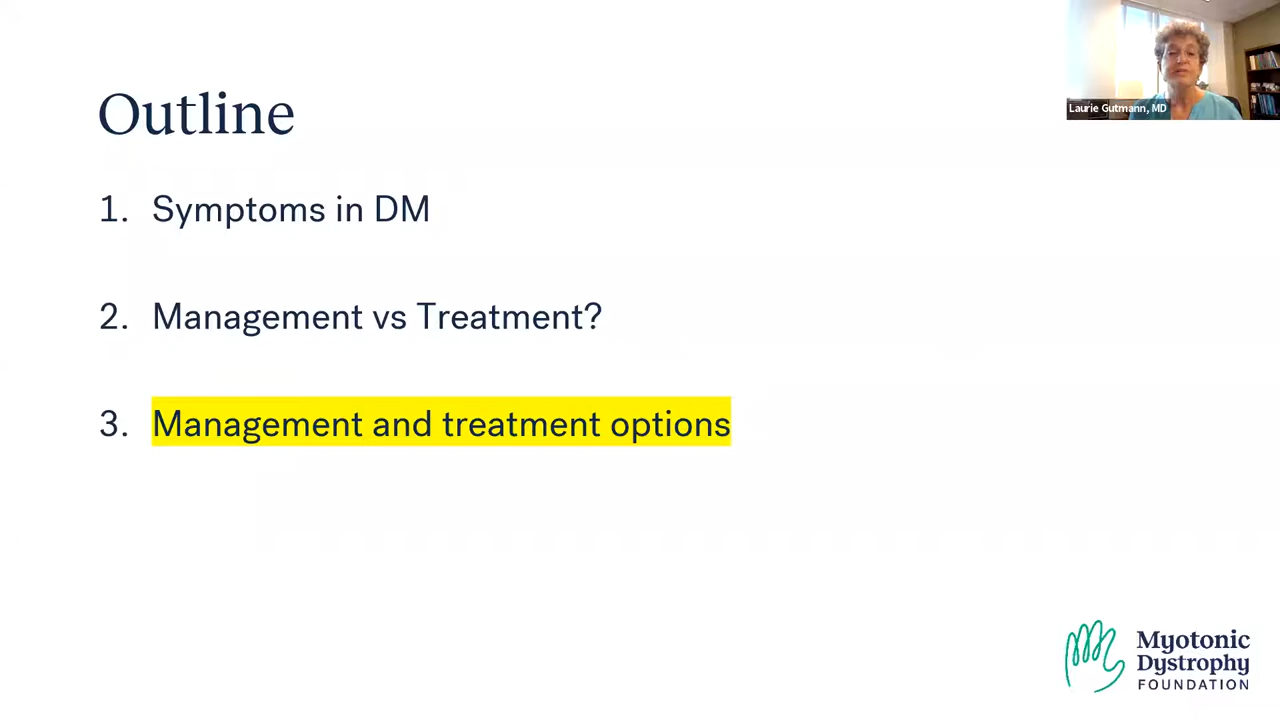 Outline
1. Symptoms in DM
2. Management vs Treatment?
3. Management and treatment options
Laurie Gutmann, MD
Myotonic
Dystrophy
FOUNDATION